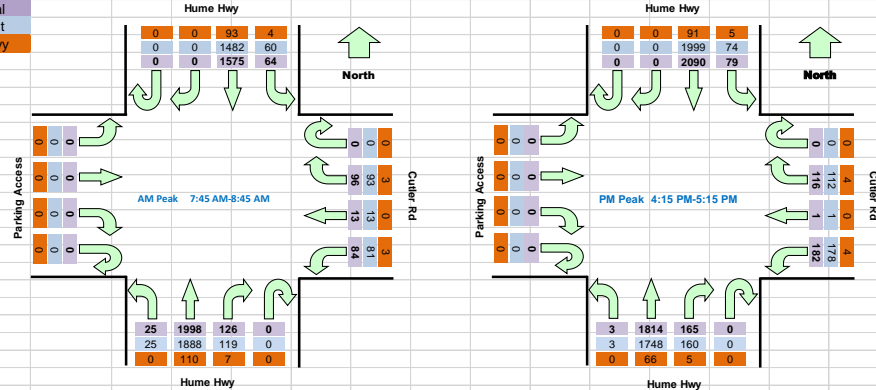 al
t
vy
Hume Hwy
0 0 93 4
0 0 1482 60
0 0 1575 64
North
Parking Access
0 0 0
0 0 0
0 0 0
0 0 0
AM Peak 7:45 AM-8:45 AM
0 0 0
96 93 3
13 13 0
84 81 3
Cutler Rd
25 1998 126 0
25 1888 119 0
0 110 7 0
Hume Hwy
Hume Hwy
0 0 91 5
0 0 1999 74
0 0 2090 79
North
Parking Access
0 0 0
0 0 0
0 0 0
0 0 0
PM Peak 4:15 PM-5:15 PM
0 0 0
116 112 4
1 1 0
182 178 4
Cutler Rd
3 1814 165 0
3 1748 160 0
0 66 5 0
Hume Hwy